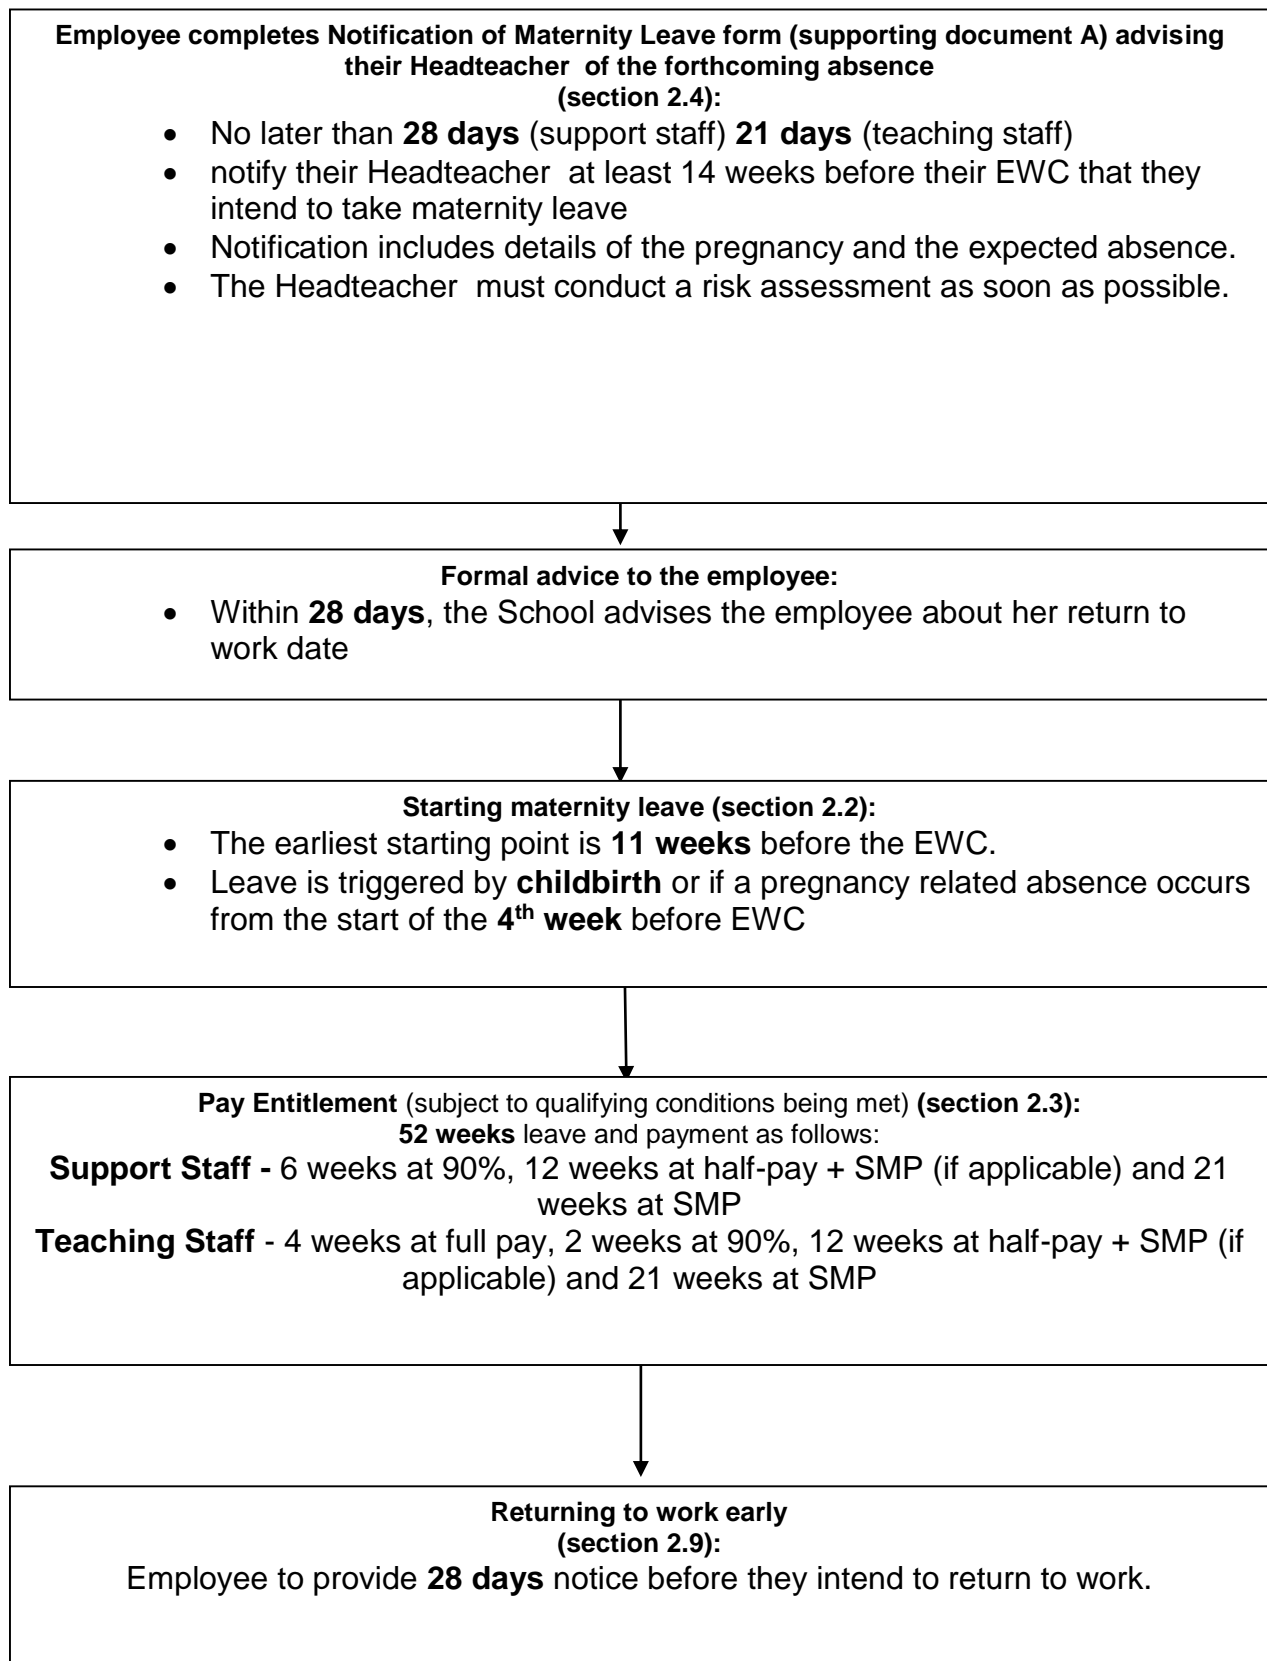 Employee completes Notification of Maternity Leave form (supporting document A) advising
their Headteacher of the forthcoming absence
(section 2.4):
• No later than 28 days (support staff) 21 days (teaching staff)
• notify their Headteacher at least 14 weeks before their EWC that they
intend to take maternity leave
• Notification includes details of the pregnancy and the expected absence.
• The Headteacher must conduct a risk assessment as soon as possible.
Formal advice to the employee:
• Within 28 days, the School advises the employee about her return to
work date
Starting maternity leave (section 2.2):
• The earliest starting point is 11 weeks before the EWC.
• Leave is triggered by childbirth or if a pregnancy related absence occurs
from the start of the 4th week before EWC
Pay Entitlement (subject to qualifying conditions being met) (section 2.3):
52 weeks leave and payment as follows:
Support Staff - 6 weeks at 90%, 12 weeks at half-pay + SMP (if applicable) and 21
weeks at SMP
Teaching Staff - 4 weeks at full pay, 2 weeks at 90%, 12 weeks at half-pay + SMP (if
applicable) and 21 weeks at SMP
Returning to work early
(section 2.9):
Employee to provide 28 days notice before they intend to return to work.